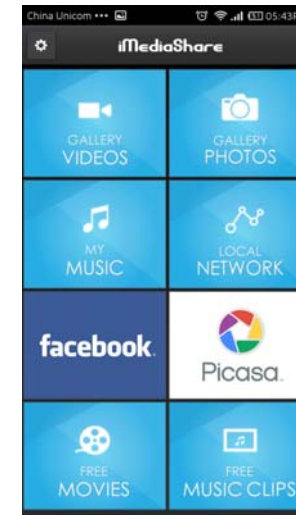 China Unicom ••• 05:43P
iMediaShare
GALLERY
VIDEOS
GALLERY
PHOTOS
MY
MUSIC
LOCAL
NETWORK
facebook.
Picasa.
FREE
MOVIES
FREE
MUSIC CLIPS